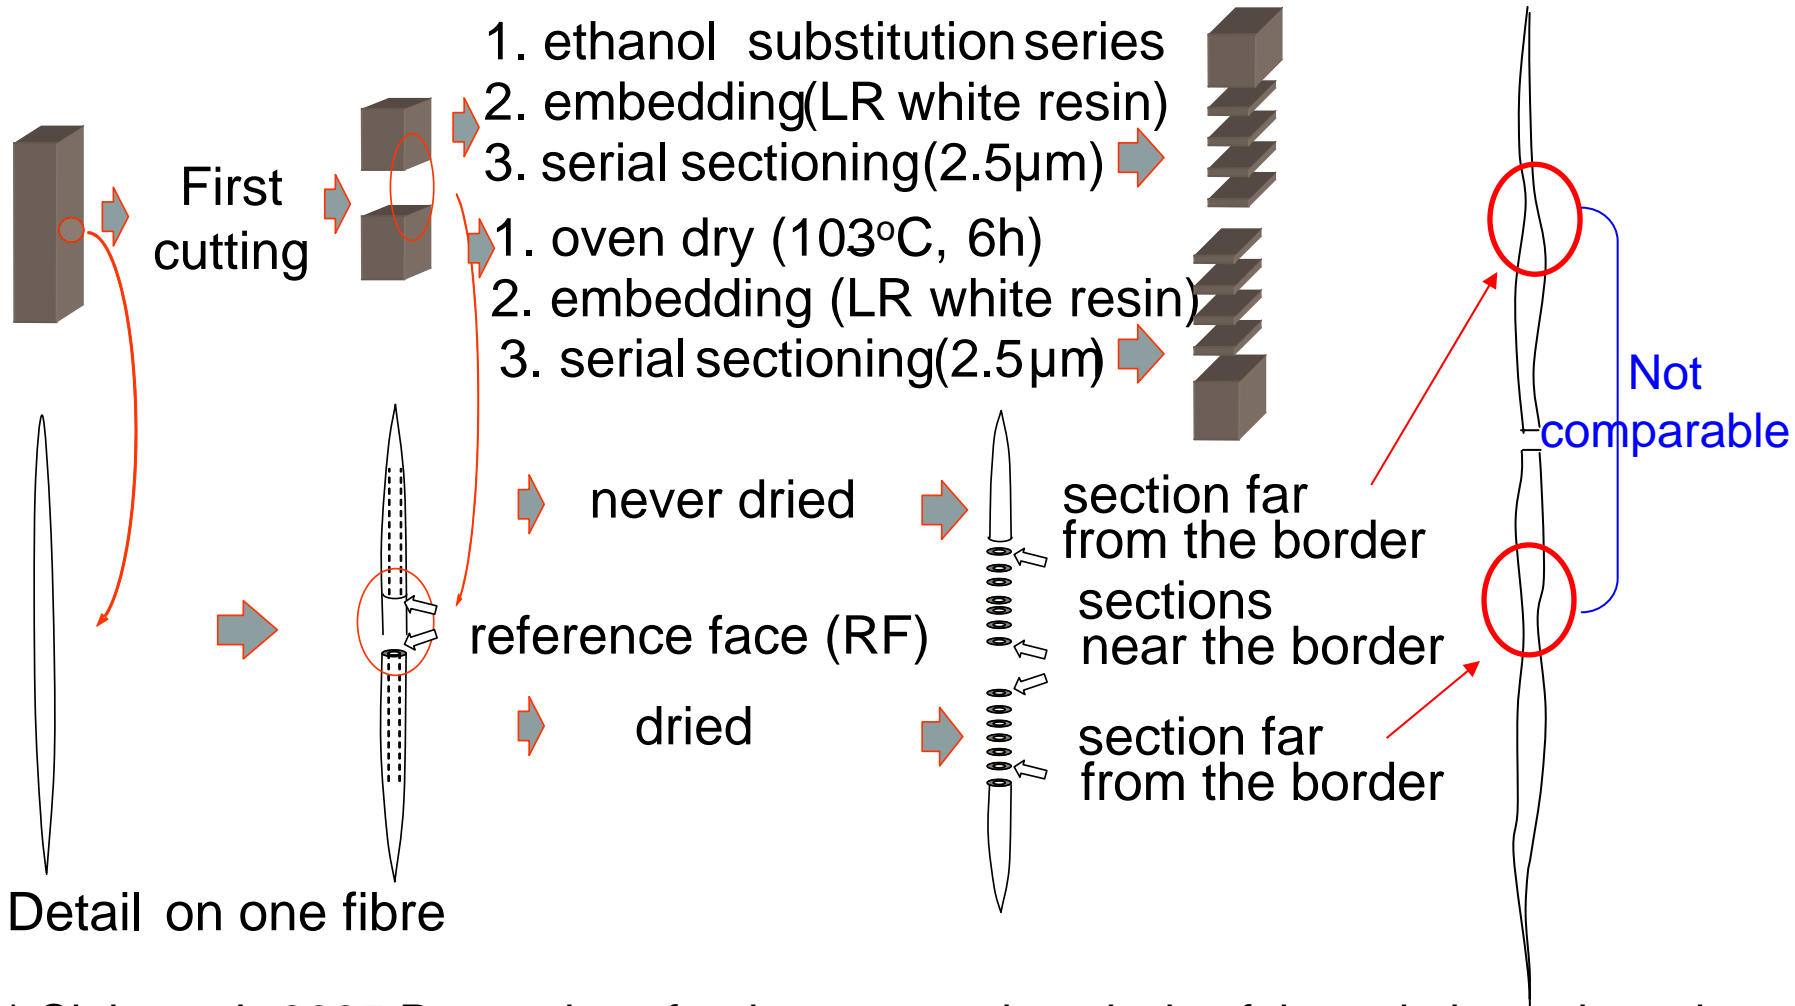 1. ethanol substitution series
2. embedding(LR white resin)
3. serial sectioning(2.5µm)
First
cutting
1. oven dry (103°C, 6h)
2. embedding (LR white resin)
3. serial sectioning(2.5µm)
Not
comparable
never dried
section far
from the border
sections
near the border
reference face (RF)
dried
section far
from the border
Detail on one fibre